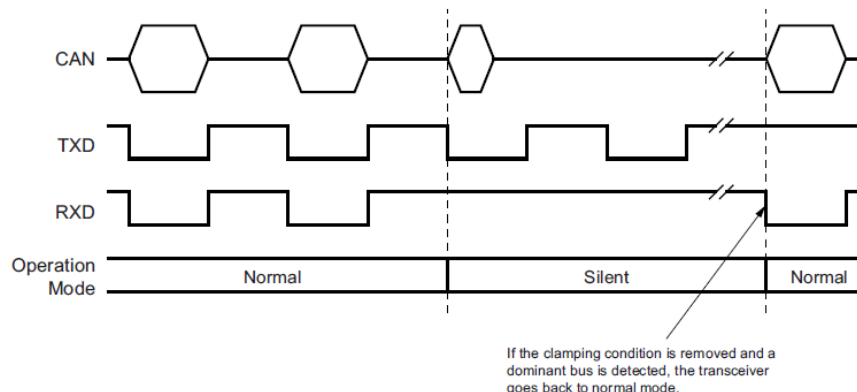 CAN
TXD
RXD
Operation
Mode
Normal
Silent
Normal
If the clamping condition is removed and a
dominant bus is detected, the transceiver
goes back to normal mode.